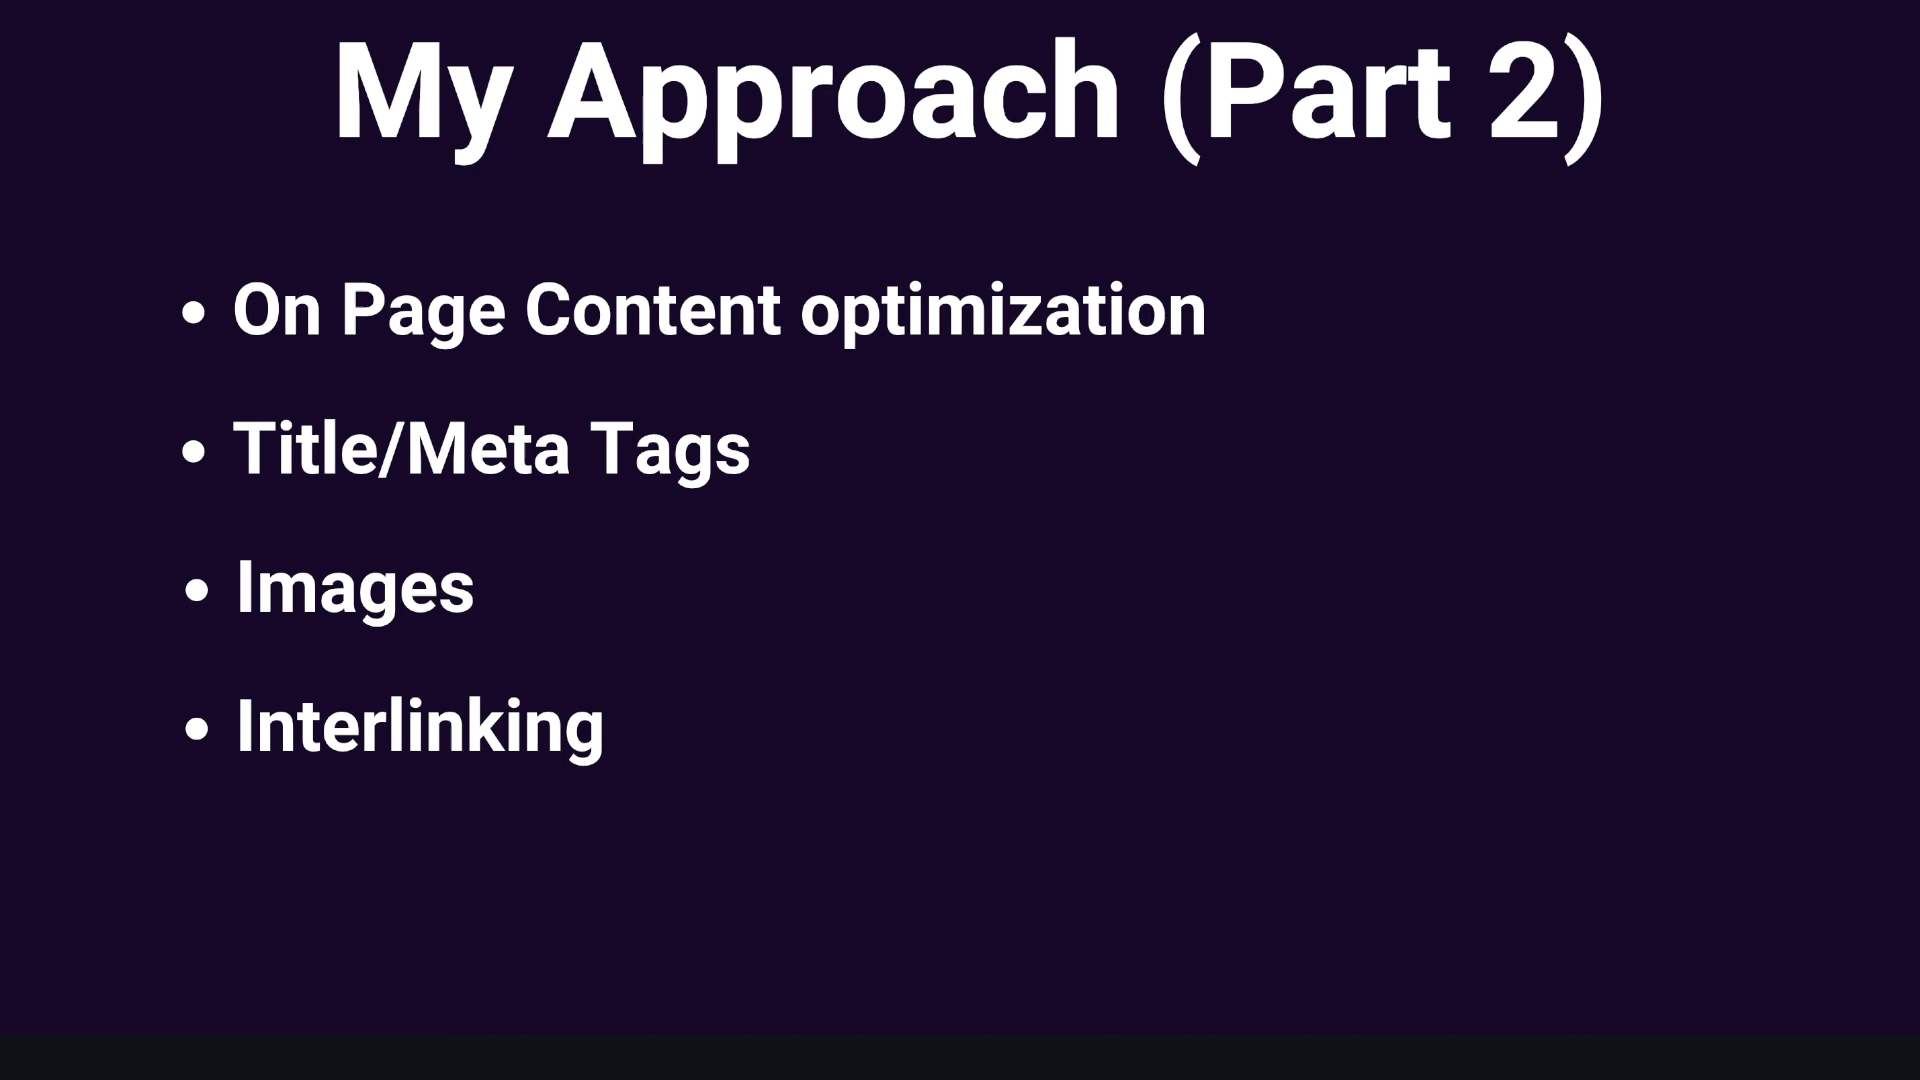 My Approach (Part 2)
• On Page Content optimization
• Title/Meta Tags
• Images
• Interlinking